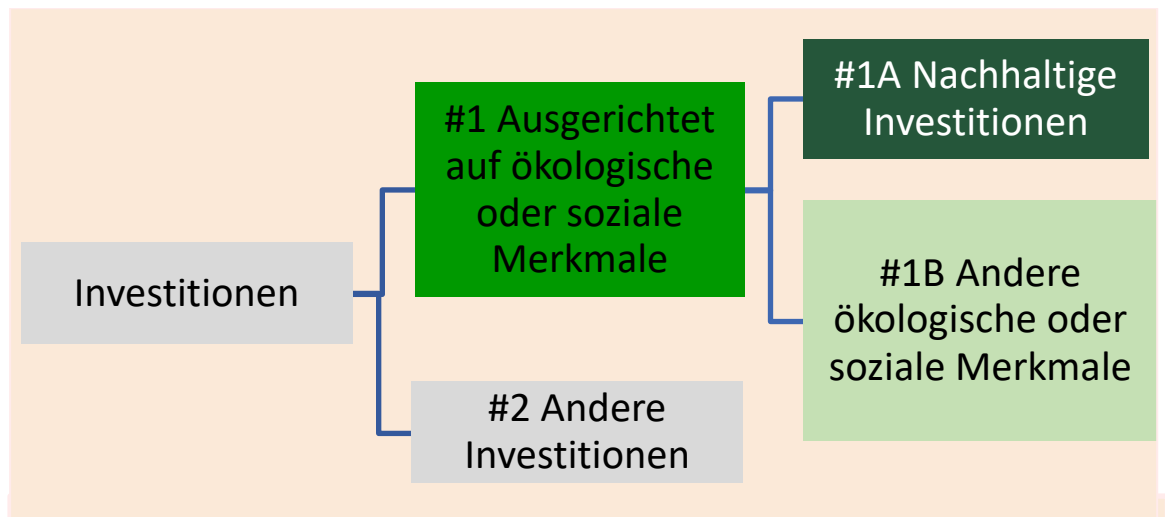 Investitionen
#1 Ausgerichtet
auf ökologische
oder soziale
Merkmale
#2 Andere
Investitionen
#1A Nachhaltige
Investitionen
#1B Andere
ökologische oder
soziale Merkmale